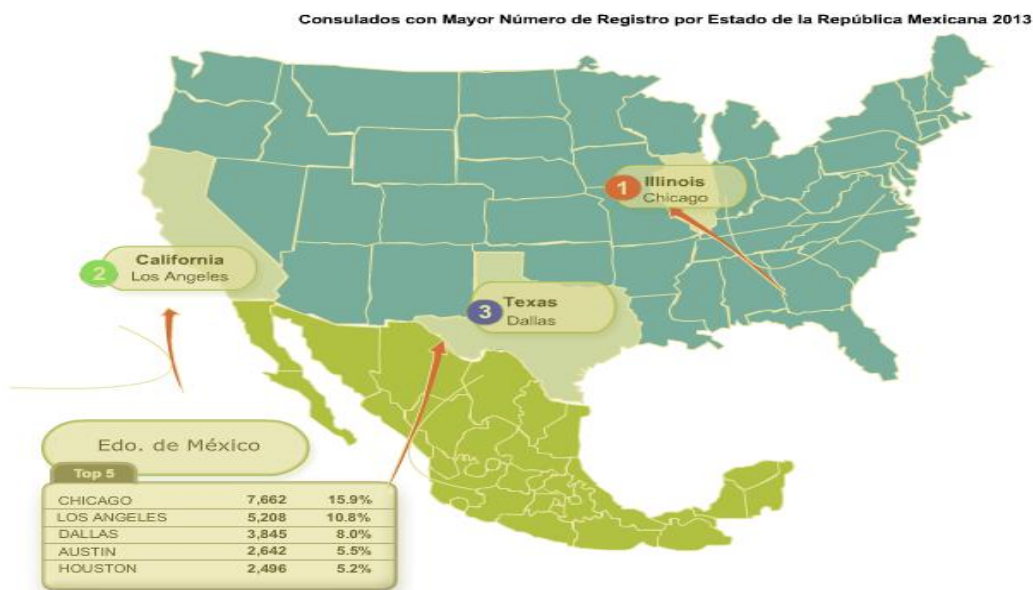 Consulados con Mayor Número de Registro por Estado de la República Mexicana 2013
1 Illinois
Chicago
California
2 Los Angeles
Texas
3 Dallas
Edo. de México
Top 5
CHICAGO 7,662 15.9%
LOS ANGELES 5,208 10.8%
DALLAS 3,845 8.0%
AUSTIN 2,642 5.5%
HOUSTON 2,496 5.2%